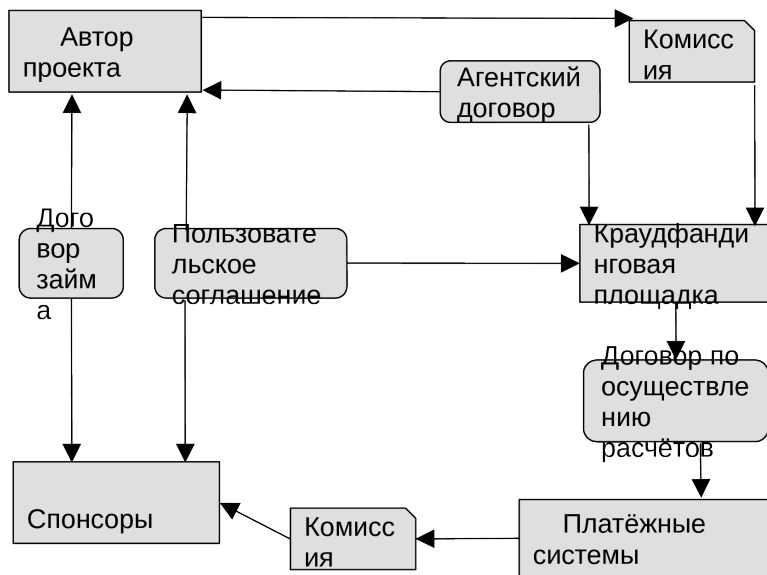 Автор
проекта
Комисс
ия
Агентский
договор
Дого
вор
займ
а
Пользовате
льское
соглашение
Краудфанди
нговая
площадка
Договор по
осуществле
нию
расчётов
Спонсоры
Комисс
ия
Платёжные
системы